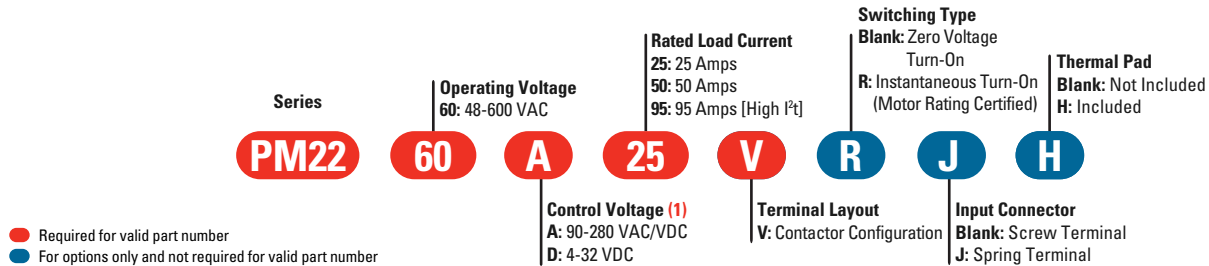 Series
Operating Voltage
60: 48-600 VAC
Rated Load Current
25: 25 Amps
50: 50 Amps
95: 95 Amps [High I²t]
Switching Type
Blank: Zero Voltage
Turn-On
R: Instantaneous Turn-On
(Motor Rating Certified)
Thermal Pad
Blank: Not Included
H: Included
PM22 60 A 25 V R J H
Control Voltage (1)
A: 90-280 VAC/VDC
D: 4-32 VDC
Terminal Layout
V: Contactor Configuration
Input Connector
Blank: Screw Terminal
J: Spring Terminal
Required for valid part number
For options only and not required for valid part number